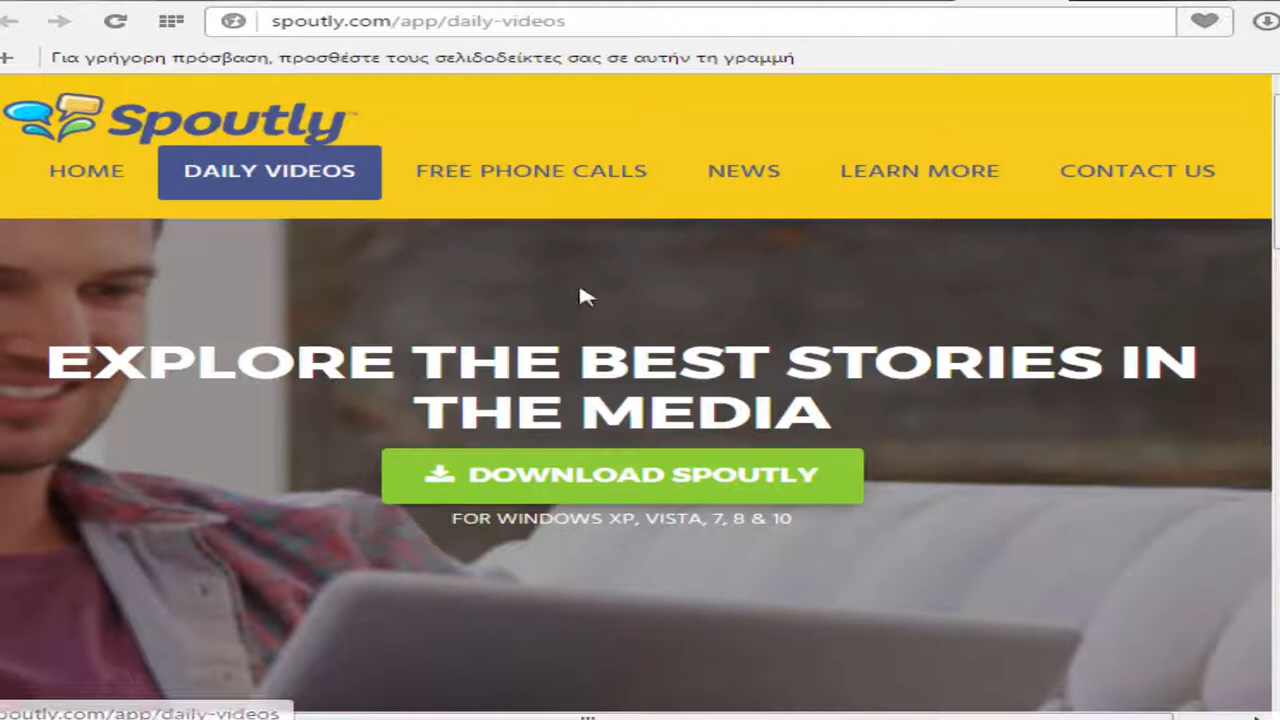 spoutly.com/app/daily-videos
Για γρήγορη πρόσβαση, προσθέστε τους σελιδοδείκτες σας σε αυτήν τη γραμμή
Spoutly
HOME DAILY VIDEOS FREE PHONE CALLS NEWS LEARN MORE CONTACT US
EXPLORE THE BEST STORIES IN
THE MEDIA
DOWNLOAD SPOUTLY
FOR WINDOWS XP, VISTA, 7, 8 & 10
poutly.com/app/daily-videos